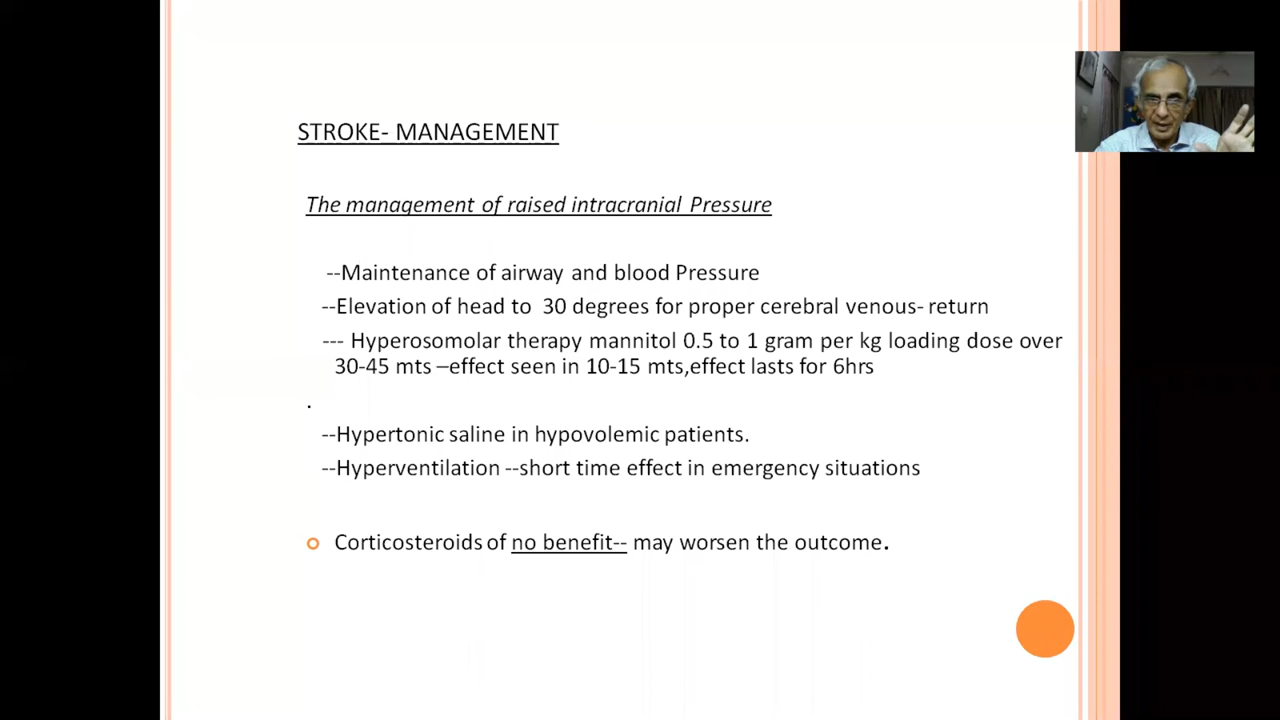 STROKE- MANAGEMENT
The management of raised intracranial Pressure
--Maintenance of airway and blood Pressure
--Elevation of head to 30 degrees for proper cerebral venous- return
--- Hyperosomolar therapy mannitol 0.5 to 1 gram per kg loading dose over
30-45 mts –effect seen in 10-15 mts,effect lasts for 6hrs
.
--Hypertonic saline in hypovolemic patients.
--Hyperventilation --short time effect in emergency situations
Corticosteroids of no benefit-- may worsen the outcome.